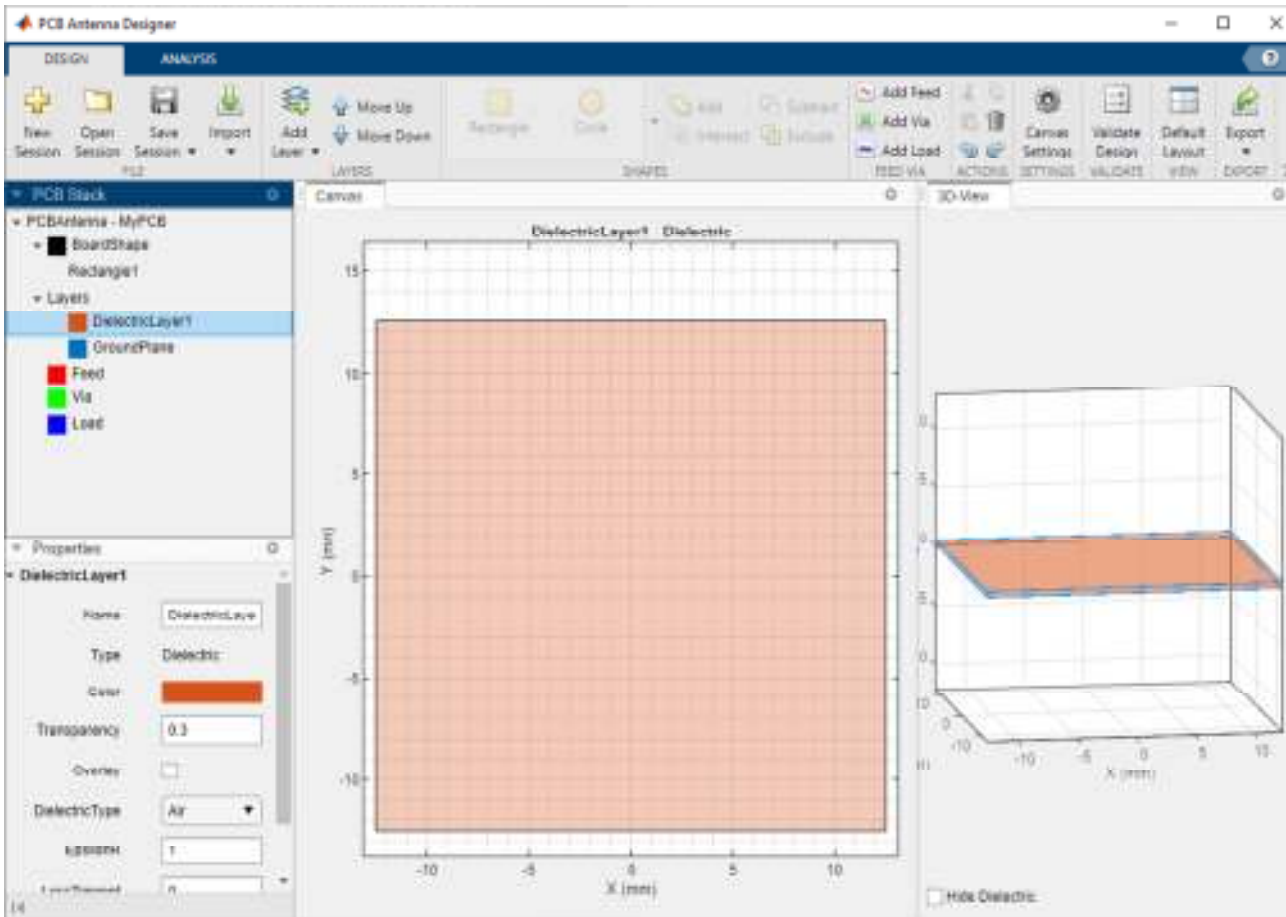 PCB Antenna Designer
DESIGN ANALYSIS
New Session
Open Session
Save Session
Import
FILE
Add Layer
Move Up
Move Down
LAYERS
Rectangle
Circle
Add
Subtract
Intersect
Exclude
SHAPES
Add Feed
Add Via
Add Load
FEED VIA
ACTIONS
Canvas Settings
SETTINGS
Validate Design
VALIDATE
Default Layout
VIEW
Export
EXPORT
PCB Stack
PCBAntenna - MyPCB
BoardShape
Rectangle1
Layers
DielectricLayer1
GroundPlane
Feed
Via
Load
Properties
DielectricLayer1
Name DielectricLaye
Type Dielectric
Color
Transparency 0.3
Overlay
DielectricType Air
EpsilonR 1
LossTangent 0
Canvas
DielectricLayer1 Dielectric
15
10
5
0
-5
-10
Y (mm)
-10 -5 0 5 10
X (mm)
3D-View
-10 -5 0 5 10
X (mm)
Hide Dielectric